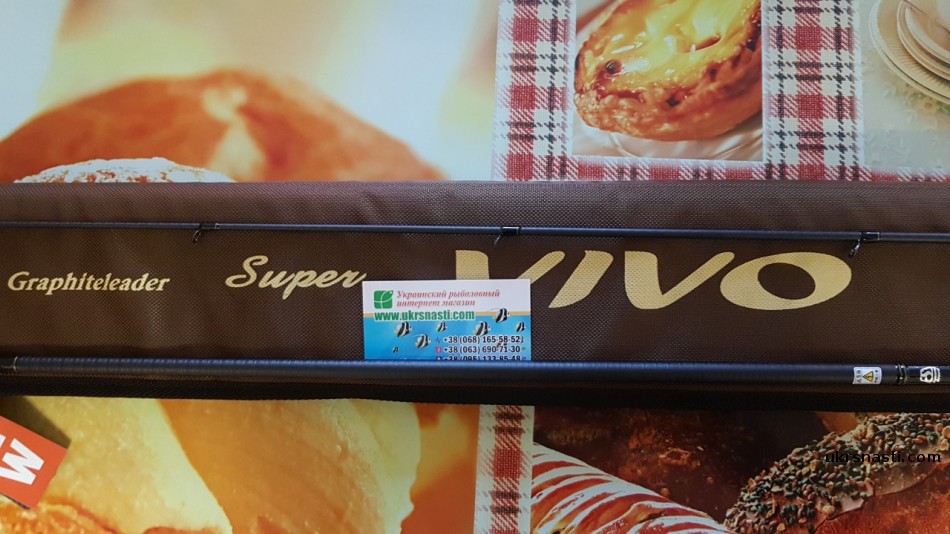 Graphiteleader
Super
VIVO
Украинский рыболовный
интернет магазин
www.ukrsnasti.com
+38 (068) 165-58-52
+38 (063) 690-71-30
ukrsnasti.com